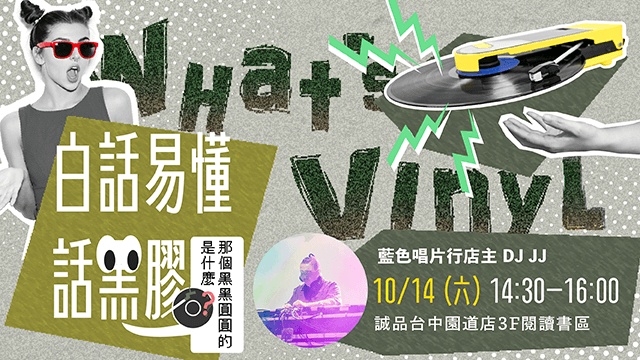 What's
Vinyl
白話易懂
話黑膠
那個黑黑圓圓的
是什麼
?
藍色唱片行店主 DJ JJ
10/14 (六) 14:30—16:00
誠品台中園道店3F閱讀書區